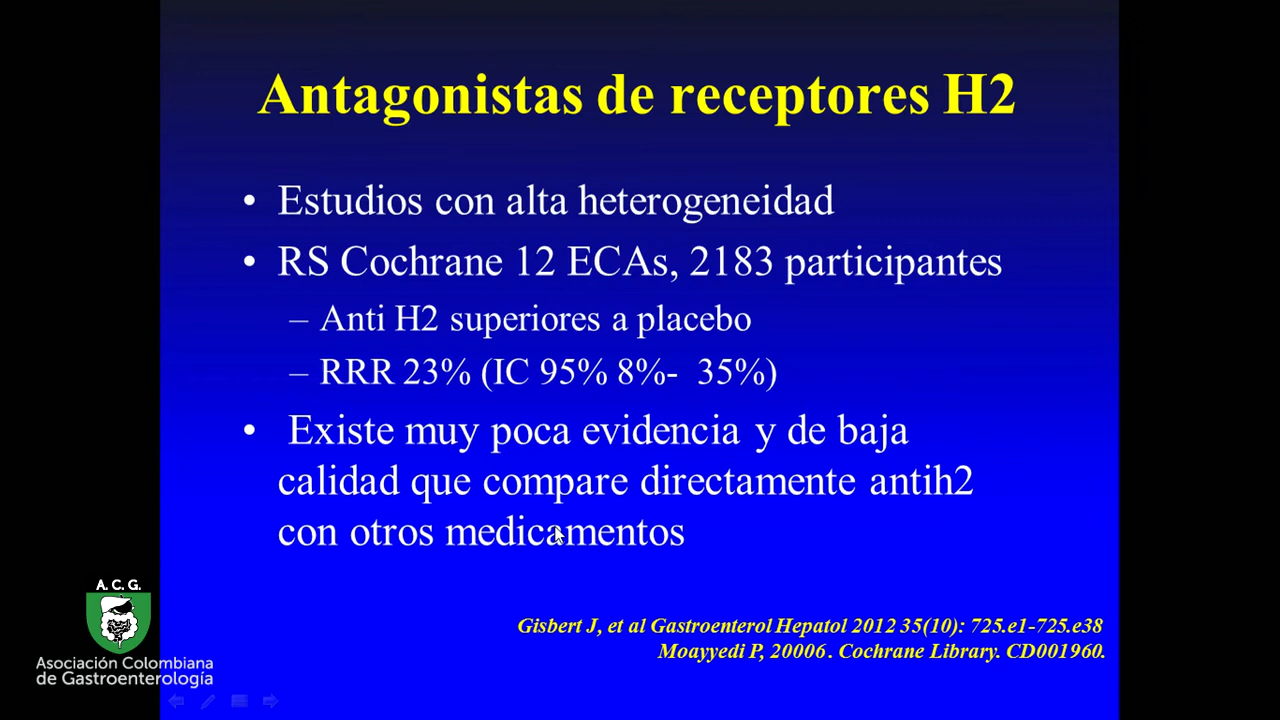 Antagonistas de receptores H2
• Estudios con alta heterogeneidad
• RS Cochrane 12 ECAs, 2183 participantes
– Anti H2 superiores a placebo
– RRR 23% (IC 95% 8%- 35%)
• Existe muy poca evidencia y de baja
calidad que compare directamente antih2
con otros medicamentos
Gisbert J, et al Gastroenterol Hepatol 2012 35(10): 725.e1-725.e38
Moayyedi P, 20006. Cochrane Library. CD001960.
A. C. G.
Asociación Colombiana
de Gastroenterología